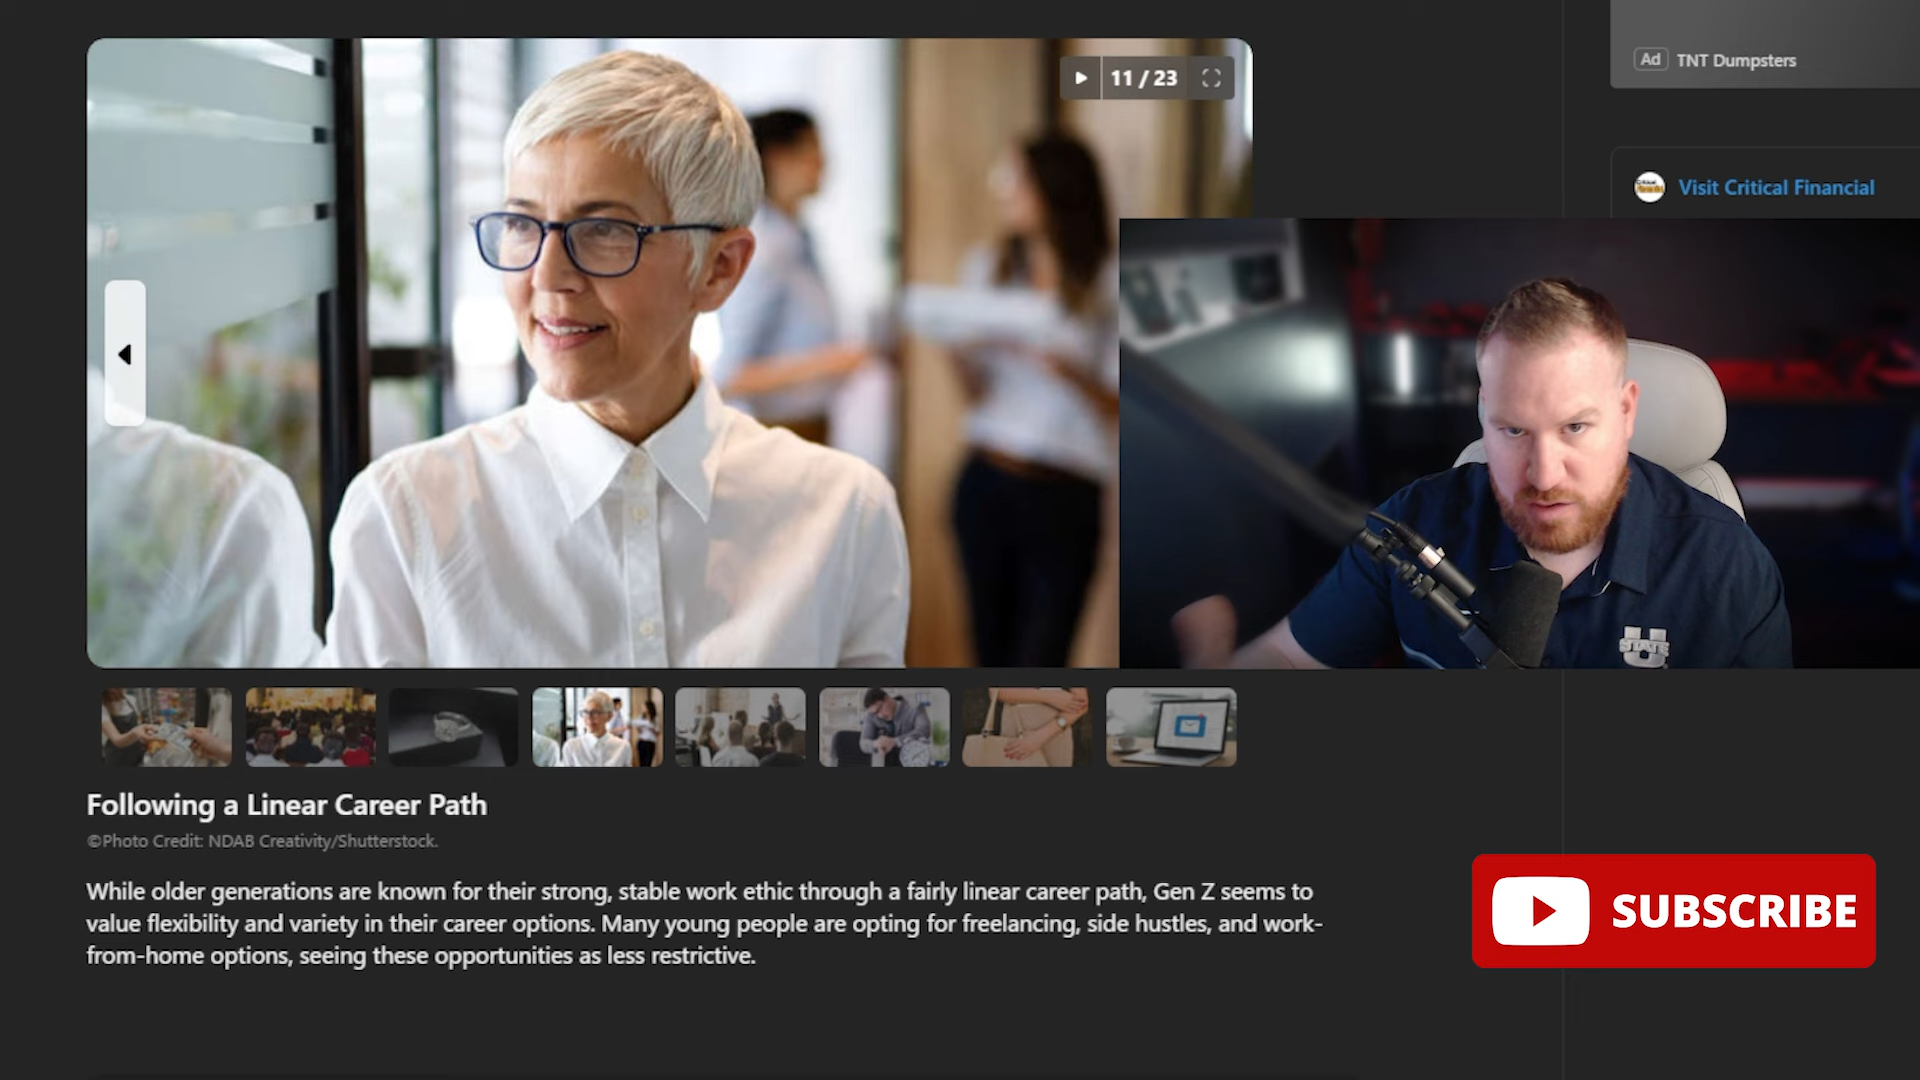 11 / 23
Ad TNT Dumpsters
Visit Critical Financial
U
STATE
Following a Linear Career Path
©Photo Credit: NDAB Creativity/Shutterstock.
While older generations are known for their strong, stable work ethic through a fairly linear career path, Gen Z seems to
value flexibility and variety in their career options. Many young people are opting for freelancing, side hustles, and work-
from-home options, seeing these opportunities as less restrictive.
SUBSCRIBE